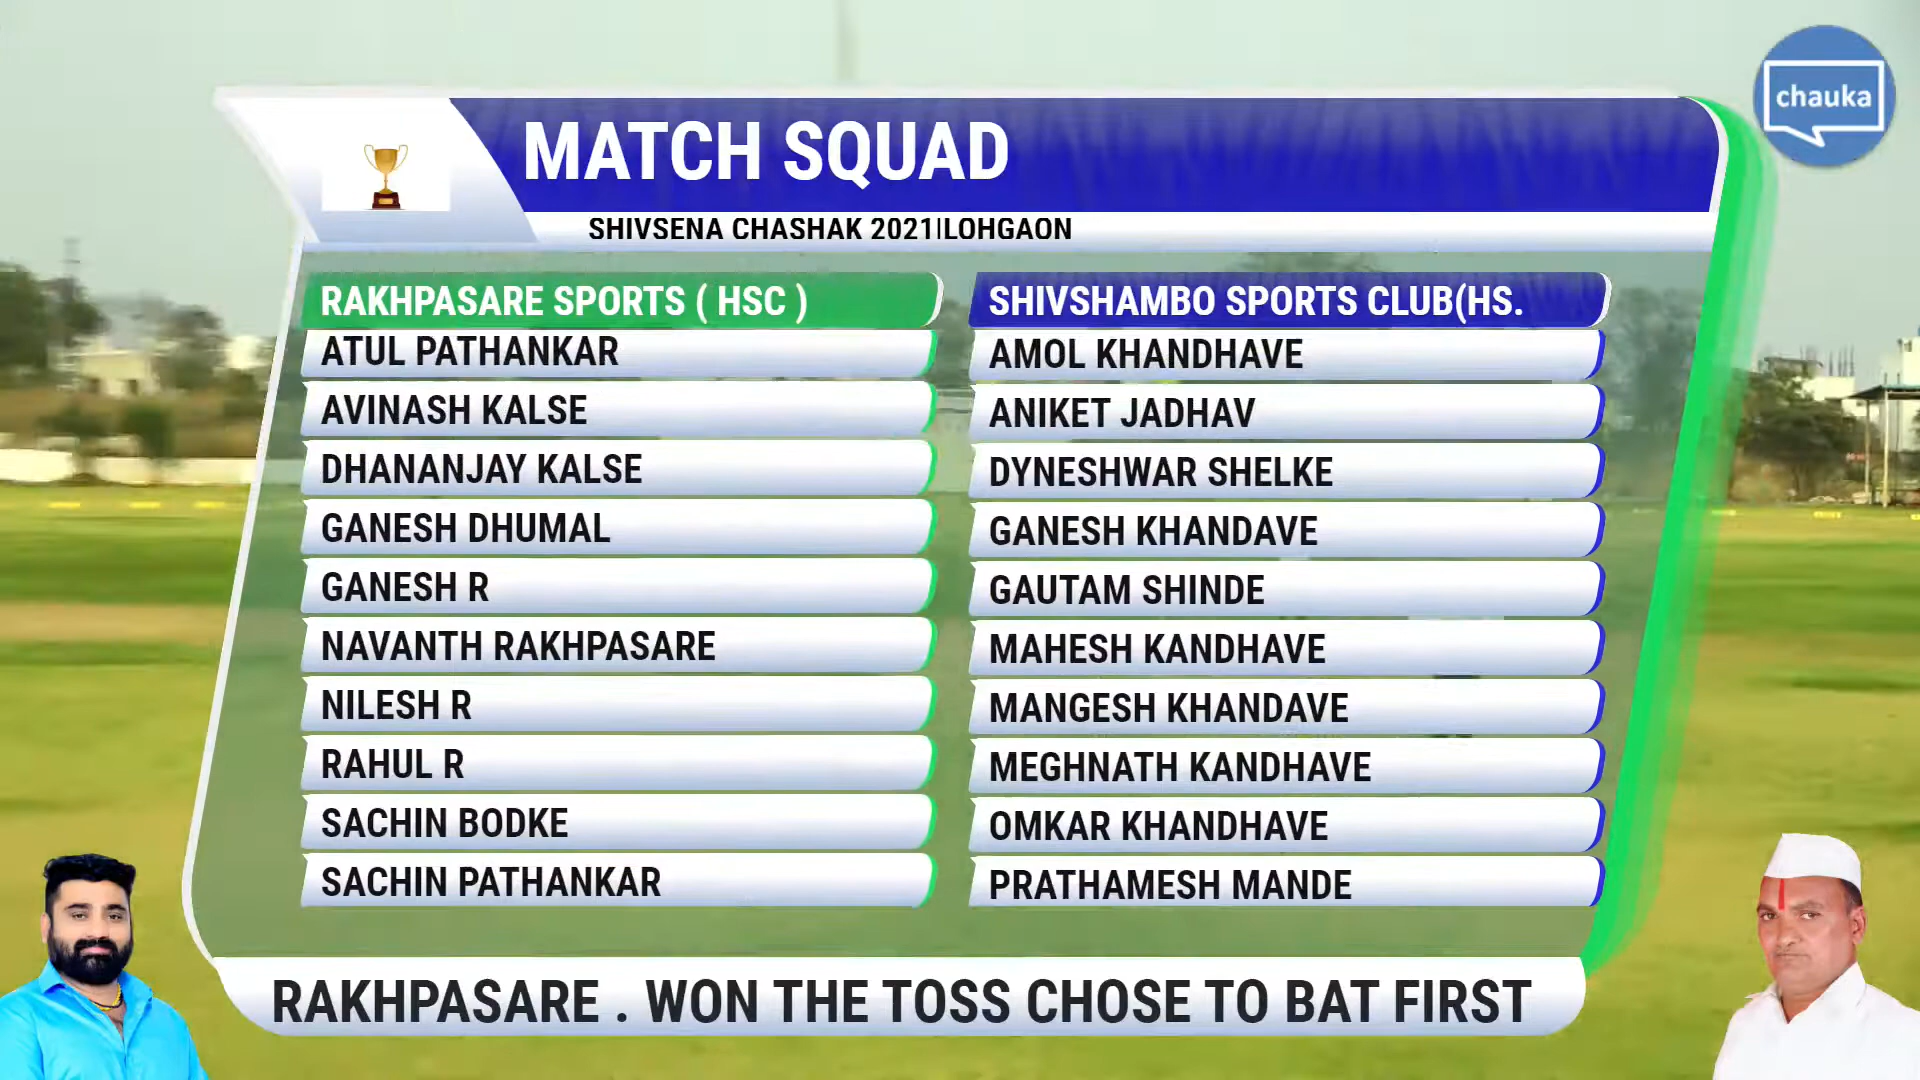 chauka
MATCH SQUAD
SHIVSENA CHASHAK 2021|LOHGAON
RAKHPASARE SPORTS ( HSC )
ATUL PATHANKAR
AVINASH KALSE
DHANANJAY KALSE
GANESH DHUMAL
GANESH R
NAVANTH RAKHPASARE
NILESH R
RAHUL R
SACHIN BODKE
SACHIN PATHANKAR
SHIVSHAMBO SPORTS CLUB(HS.
AMOL KHANDHAVE
ANIKET JADHAV
DYNESHWAR SHELKE
GANESH KHANDAVE
GAUTAM SHINDE
MAHESH KANDHAVE
MANGESH KHANDAVE
MEGHNATH KANDHAVE
OMKAR KHANDHAVE
PRATHAMESH MANDE
RAKHPASARE . WON THE TOSS CHOSE TO BAT FIRST